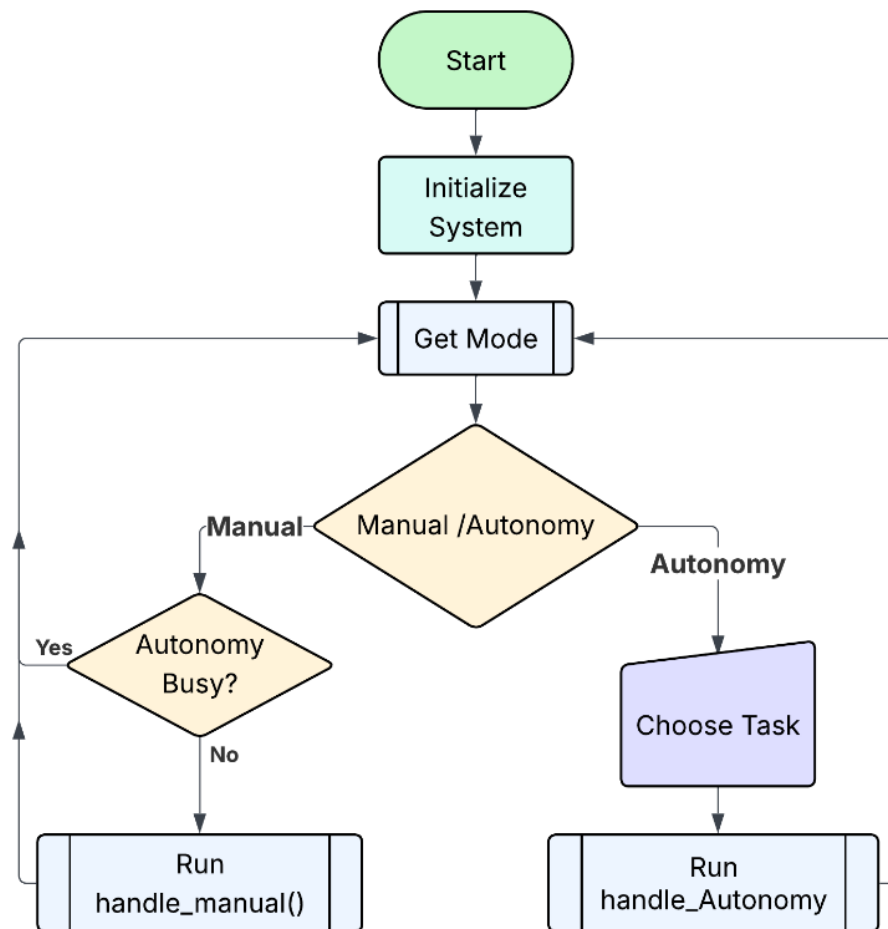 Start
Initialize
System
Get Mode
Manual /Autonomy
Manual
Autonomy
Autonomy
Busy?
Yes
No
Choose Task
Run
handle_manual()
Run
handle_Autonomy